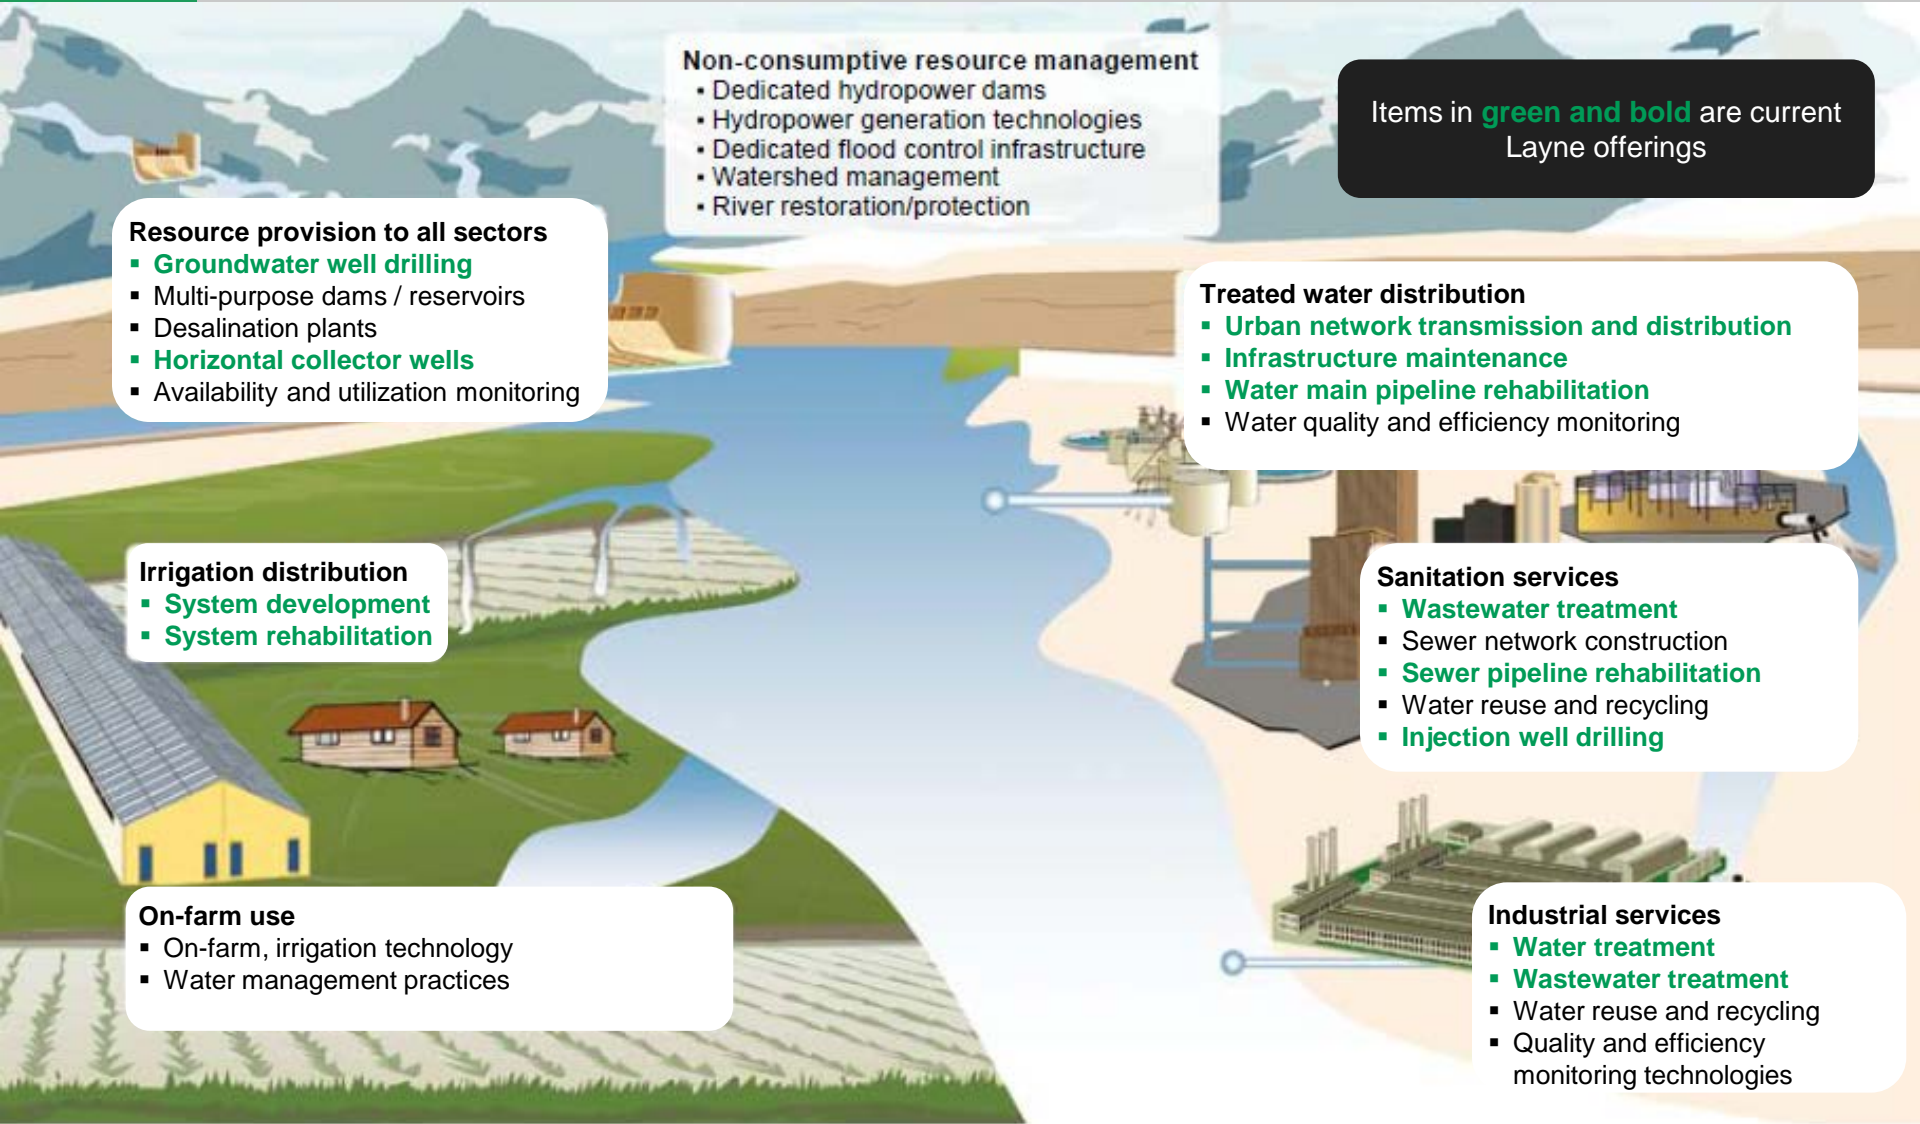 Non-consumptive resource management
▪ Dedicated hydropower dams
▪ Hydropower generation technologies
▪ Dedicated flood control infrastructure
▪ Watershed management
▪ River restoration/protection
Items in green and bold are current
Layne offerings
Resource provision to all sectors
▪ Groundwater well drilling
▪ Multi-purpose dams / reservoirs
▪ Desalination plants
▪ Horizontal collector wells
▪ Availability and utilization monitoring
Treated water distribution
▪ Urban network transmission and distribution
▪ Infrastructure maintenance
▪ Water main pipeline rehabilitation
▪ Water quality and efficiency monitoring
Irrigation distribution
▪ System development
▪ System rehabilitation
Sanitation services
▪ Wastewater treatment
▪ Sewer network construction
▪ Sewer pipeline rehabilitation
▪ Water reuse and recycling
▪ Injection well drilling
On-farm use
▪ On-farm, irrigation technology
▪ Water management practices
Industrial services
▪ Water treatment
▪ Wastewater treatment
▪ Water reuse and recycling
▪ Quality and efficiency
monitoring technologies